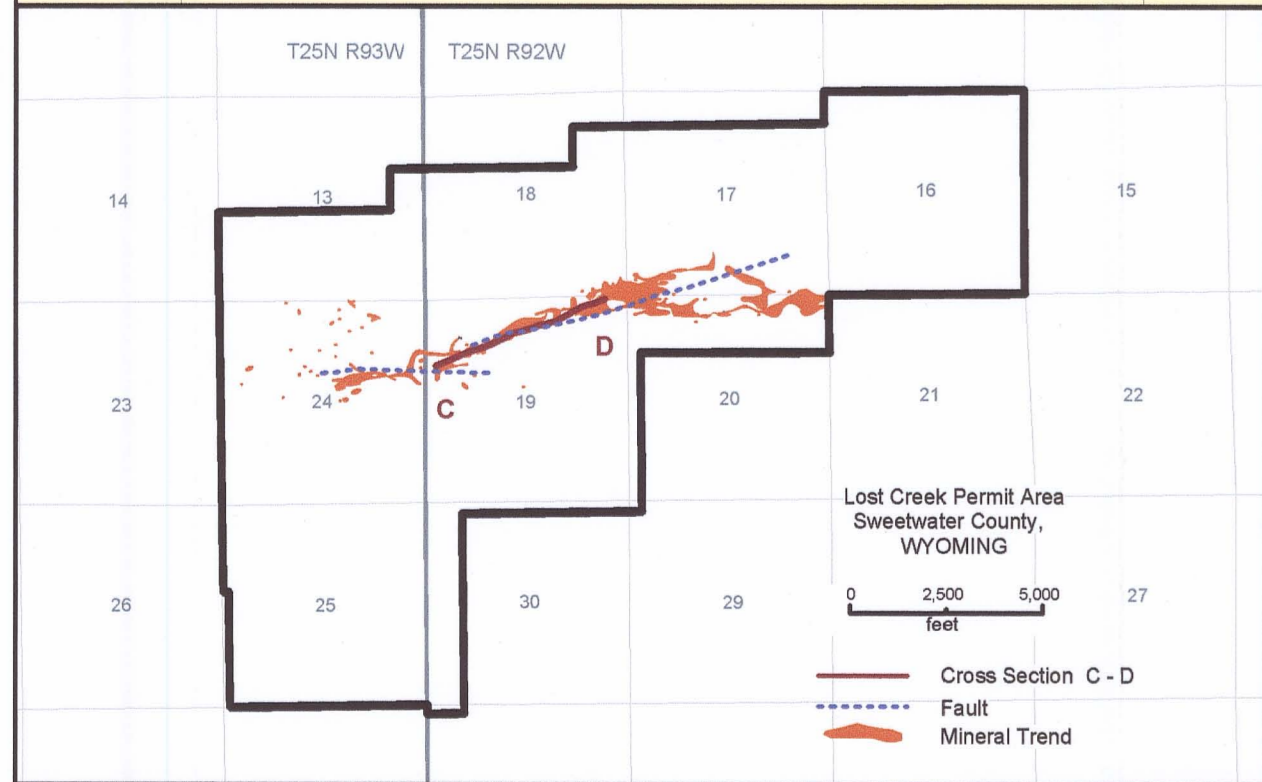 T25N R93W
T25N R92W
14
13
18
17
16
15
D
C
23
24
19
20
21
22
Lost Creek Permit Area
Sweetwater County,
WYOMING
0
2,500
5,000
feet
26
25
30
29
27
Cross Section C - D
Fault
Mineral Trend